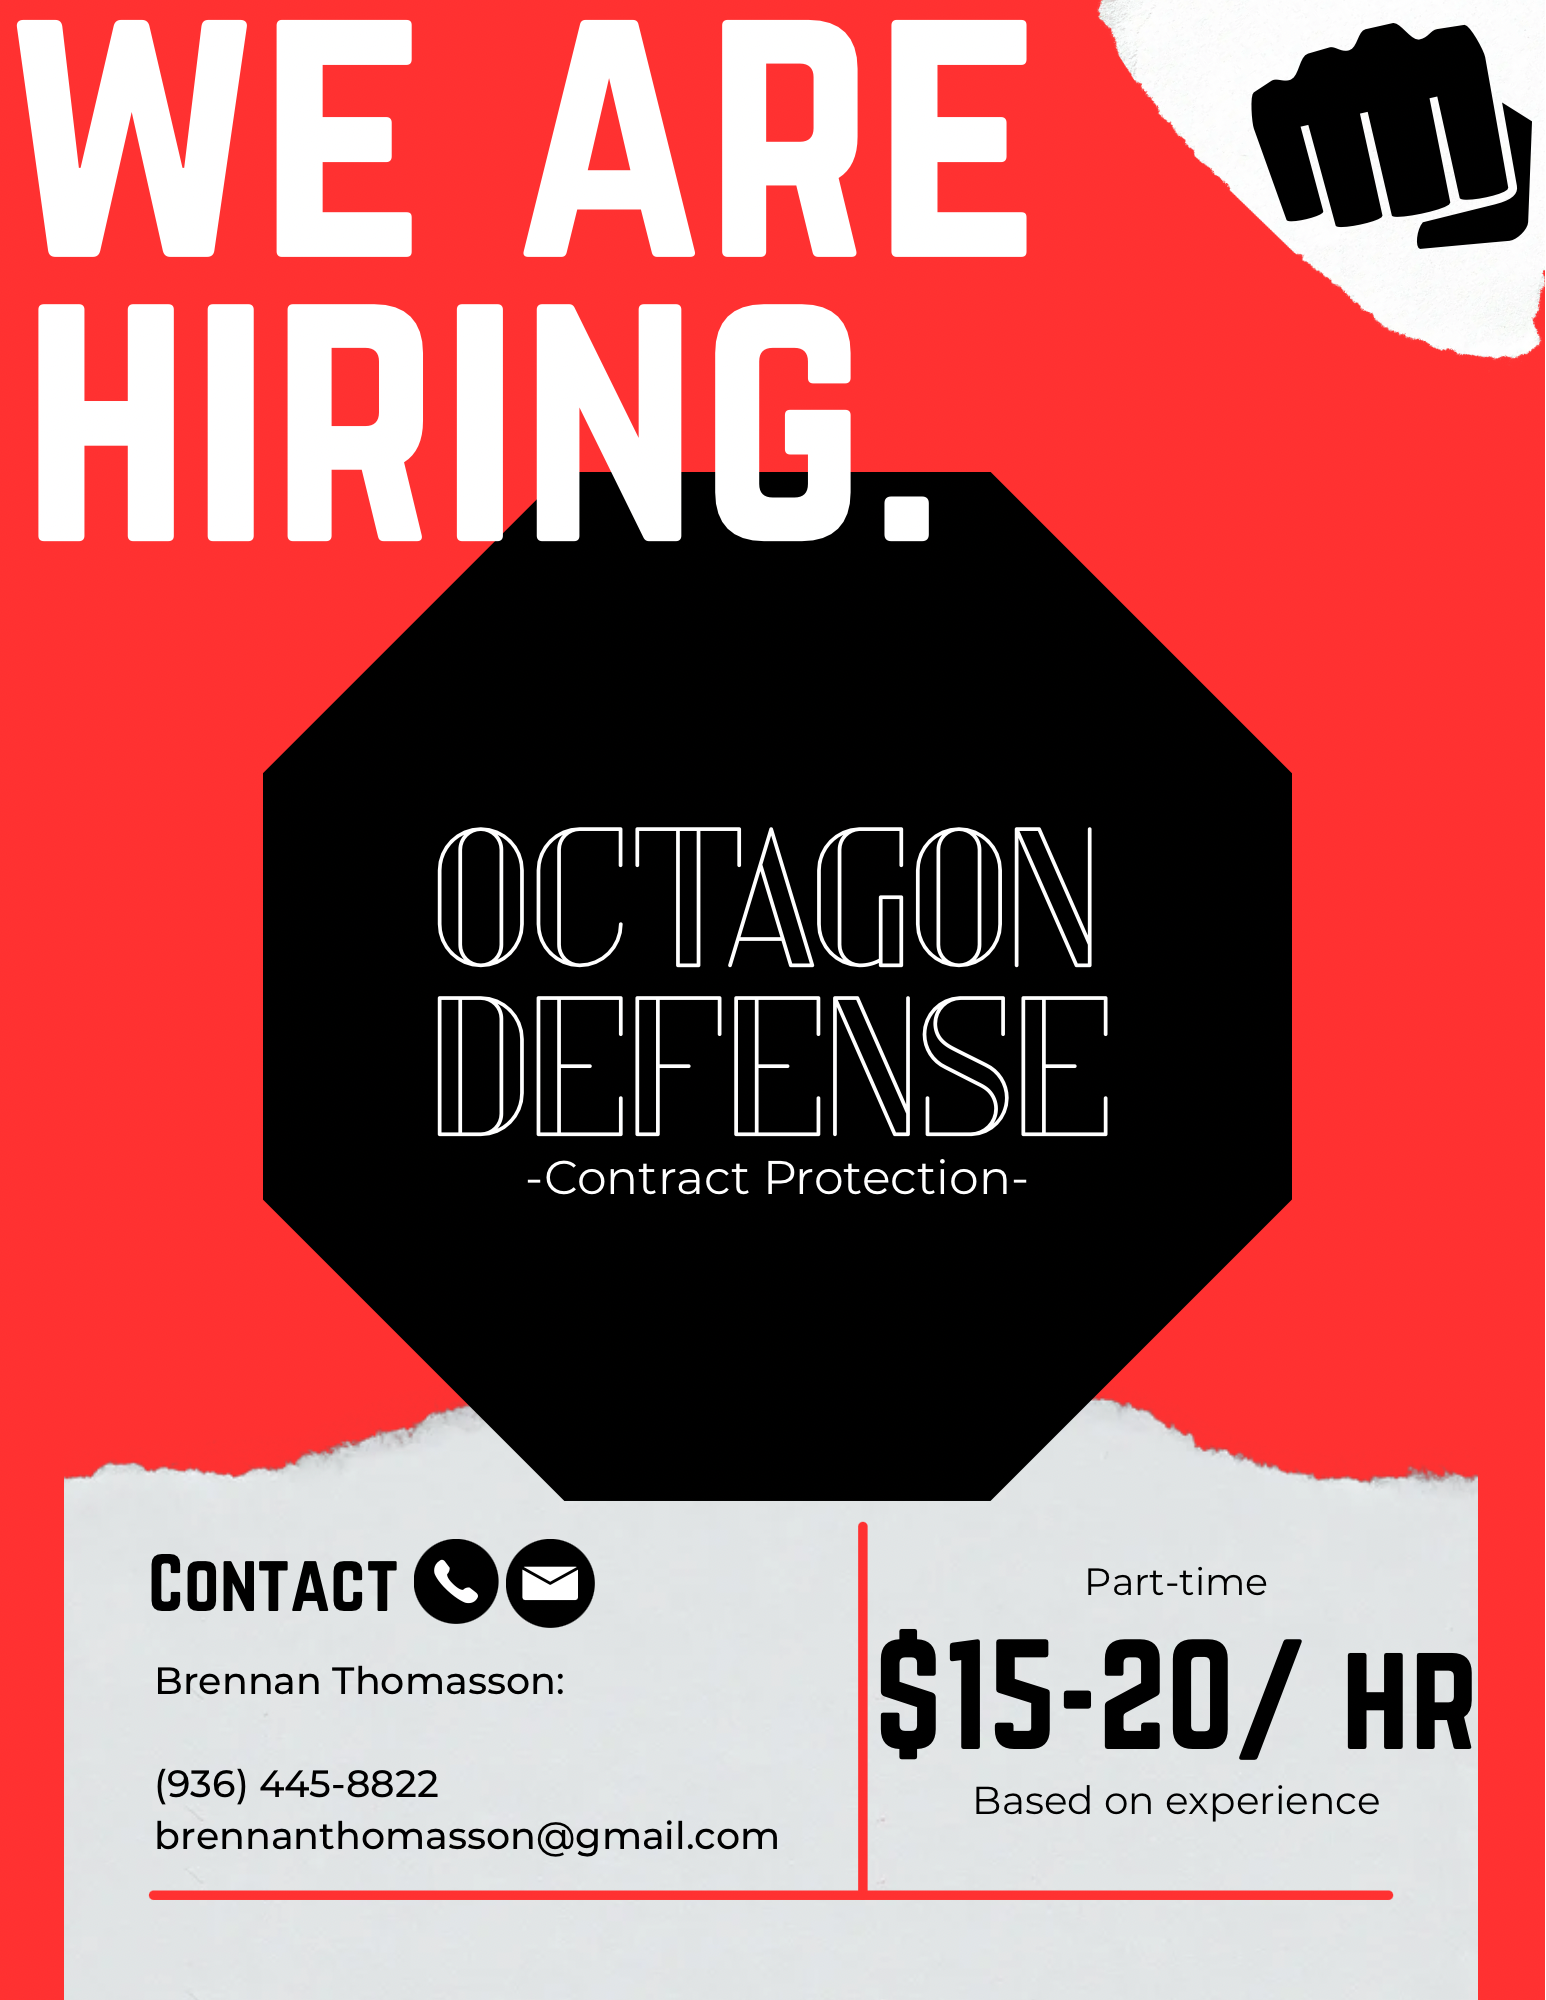 WE ARE
HIRING.
OCTAGON
DEFENSE
-Contract Protection-
CONTACT
Brennan Thomasson:
(936) 445-8822
brennanthomasson@gmail.com
Part-time
$15-20/ HR
Based on experience